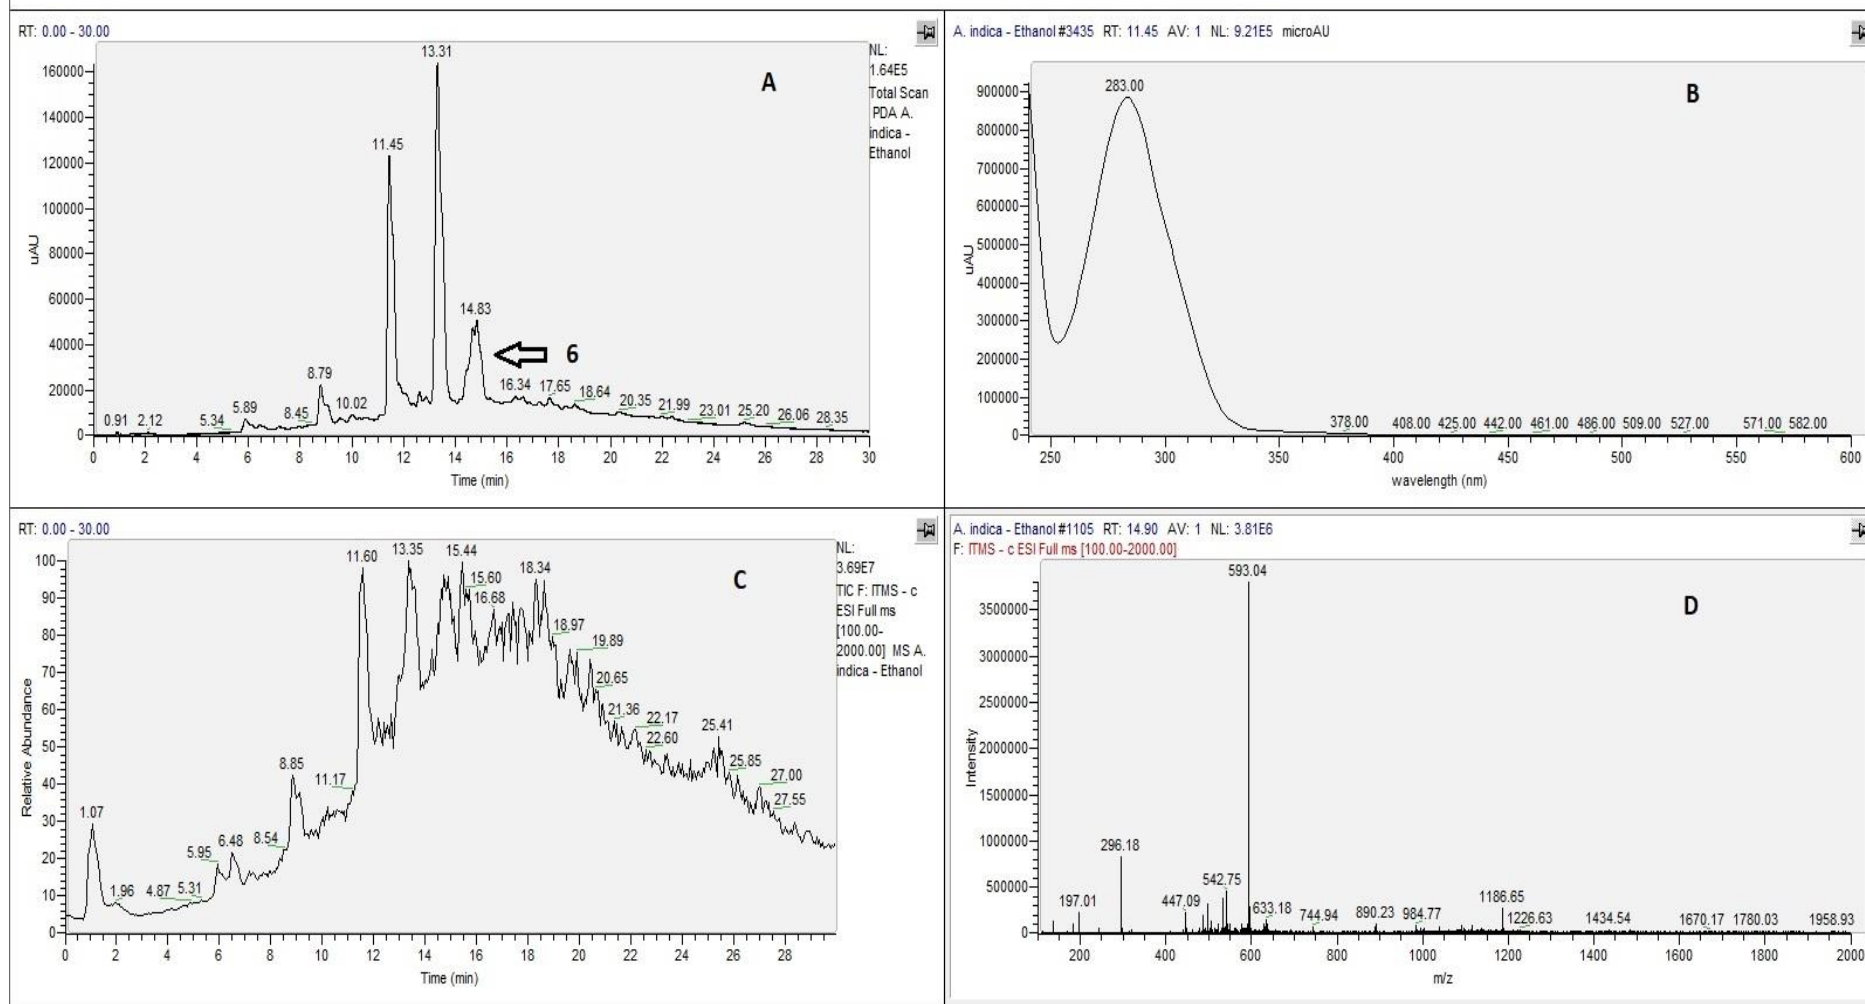 RT: 0.00 - 30.00
13.31
NL:
1.64E5
Total Scan
PDA A.
indica -
Ethanol
A
160000
140000
120000
100000
80000
60000
40000
20000
0
uAU
11.45
14.83
6
8.79
16.34
17.65
18.64
20.35
21.99
23.01
25.20
26.06
28.35
0.91
2.12
5.34
5.89
8.45
10.02
0 2 4 6 8 10 12 14 16 18 20 22 24 26 28 30
Time (min)
A. indica - Ethanol #3435 RT: 11.45 AV: 1 NL: 9.21E5 microAU
283.00
B
900000
800000
700000
600000
500000
400000
300000
200000
100000
0
uAU
378.00 408.00 425.00 442.00 461.00 486.00 509.00 527.00 571.00 582.00
250 300 350 400 450 500 550 600
wavelength (nm)
RT: 0.00 - 30.00
NL:
3.69E7
TIC F: ITMS - c
ESI Full ms
[100.00-
2000.00] MS A.
indica - Ethanol
C
100
90
80
70
60
50
40
30
20
10
0
Relative Abundance
11.60
13.35
15.44
15.60
16.68
18.34
18.97
19.89
20.65
21.36
22.17
22.60
25.41
25.85
27.00
27.55
8.85
11.17
1.07
5.95
6.48
8.54
1.96
4.87
5.31
0 2 4 6 8 10 12 14 16 18 20 22 24 26 28
Time (min)
A. indica - Ethanol #1105 RT: 14.90 AV: 1 NL: 3.81E6
F: ITMS - c ESI Full ms [100.00-2000.00]
593.04
D
3500000
3000000
2500000
2000000
1500000
1000000
500000
0
Intensity
296.18
197.01
447.09
542.75
633.18
744.94
890.23
984.77
1186.65
1226.63
1434.54
1670.17
1780.03
1958.93
200 400 600 800 1000 1200 1400 1600 1800 2000
m/z